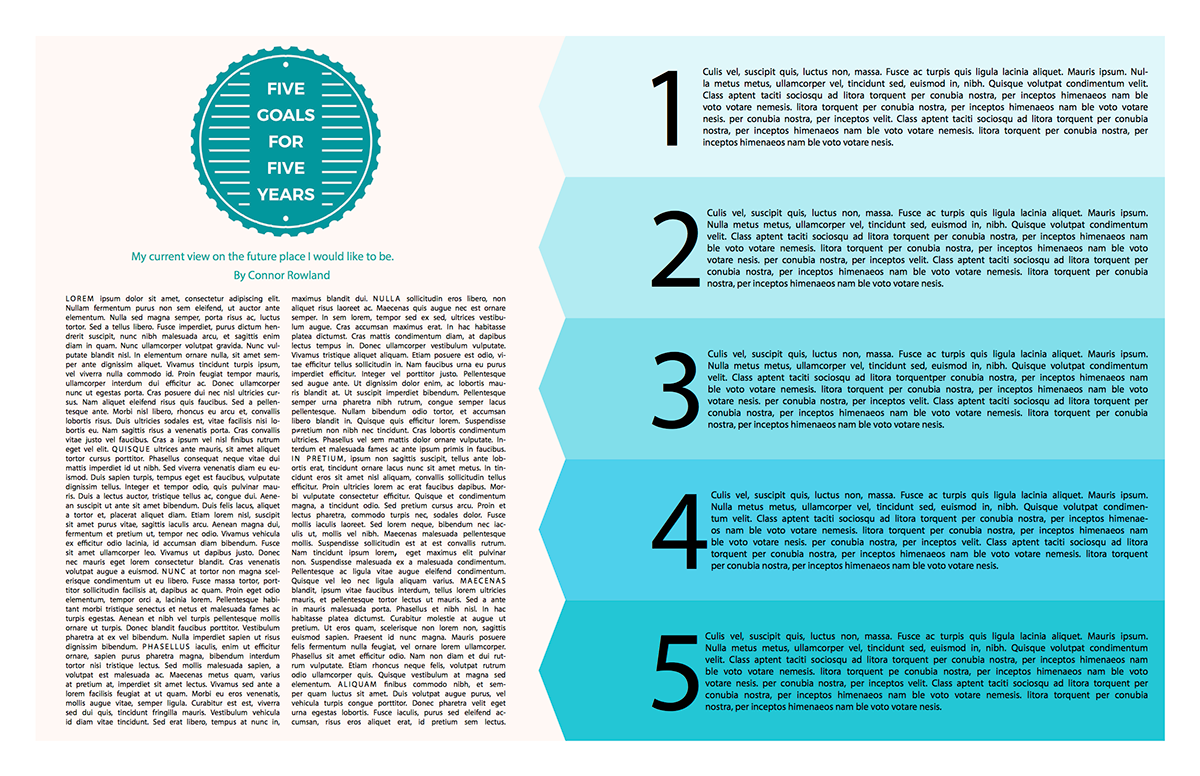 FIVE
GOALS
FOR
FIVE
YEARS
My current view on the future place I would like to be.
By Connor Rowland
LOREM ipsum dolor sit amet, consectetur adipiscing elit.
Nullam fermentum purus non sem eleifend, ut auctor ante
elementum. Nulla sed magna semper, porta risus ac, luctus
tortor. Sed a tellus libero. Fusce imperdiet, purus dictum hen-
drerit suscipit, nunc nibh malesuada arcu, et sagittis enim
diam in quam. Nunc ullamcorper volutpat gravida. Nunc vul-
putate blandit nisl. In elementum ornare nulla, sit amet sem-
per ante dignissim aliquet. Vivamus tincidunt turpis ipsum,
vel viverra nulla commodo id. Proin feugiat tempor mauris,
ullamcorper interdum dui efficitur ac. Donec ullamcorper
nunc ut egestas porta. Cras posuere dui nec nisi ultricies cur-
sus. Nam aliquet eleifend risus quis faucibus. Sed a pellen-
tesque ante. Morbi nisl libero, rhoncus eu arcu et, convallis
lobortis risus. Duis ultricies sodales est, vitae facilisis nisi lo-
bortis eu. Nam sagittis risus a venenatis porta. Cras convallis
vitae justo vel faucibus. Cras a ipsum vel nisl finibus rutrum
eget vel elit. QUISQUE ultrices ante mauris, sit amet aliquet
tortor cursus porttitor. Phasellus consequat neque vitae dui
mattis imperdiet id ut nibh. Sed viverra venenatis diam eu eu-
ismod. Duis sapien turpis, tempus eget est faucibus, vulputate
dignissim tellus. Integer et tempor odio, quis pulvinar mau-
ris. Duis a lectus auctor, tristique tellus ac, congue dui. Aene-
an suscipit ut ante sit amet bibendum. Duis felis lacus, aliquet
a tortor et, placerat aliquet diam. Etiam lorem nisl, suscipit
sit amet purus vitae, sagittis iaculis arcu. Aenean magna dui,
fermentum et pretium ut, tempor nec odio. Vivamus vehicula
ex efficitur odio lacinia, id accumsan diam bibendum. Fusce
sit amet ullamcorper leo. Vivamus ut dapibus justo. Donec
nec mauris eget lorem consectetur blandit. Cras venenatis
volutpat augue a euismod. NUNC at tortor non magna scel-
erisque condimentum ut eu libero. Fusce massa tortor, port-
titor sollicitudin facilisis at, dapibus ac quam. Proin eget odio
elementum, tempor orci a, lacinia lorem. Pellentesque habi-
tant morbi tristique senectus et netus et malesuada fames ac
turpis egestas. Aenean et nibh vel turpis pellentesque mollis
ornare ut turpis. Donec blandit faucibus porttitor. Vestibulum
pharetra at ex vel bibendum. Nulla imperdiet sapien ut risus
dignissim bibendum. PHASELLUS iaculis, enim ut efficitur
ornare, sapien purus pharetra magna, bibendum interdum
tortor nisi tristique lectus. Sed mollis malesuada sapien, a
volutpat est malesuada ac. Maecenas metus quam, varius
at pretium at, imperdiet sit amet lectus. Vivamus sed ante a
lorem facilisis feugiat at ut quam. Morbi eu eros venenatis,
mollis augue vitae, semper ligula. Curabitur est est, viverra
sed dui quis, tincidunt fringilla mauris. Vestibulum vehicula
id diam vitae tincidunt. Sed erat libero, tempus at nunc in,
maximus blandit dui. NULLA sollicitudin eros libero, non
aliquet risus laoreet ac. Maecenas quis augue nec est ornare
semper. In sem lorem, tempor sed ex sed, ultrices vestibu-
lum augue. Cras accumsan maximus erat. In hac habitasse
platea dictumst. Cras mattis condimentum diam, at dapibus
lectus tempus in. Donec ullamcorper vestibulum vulputate.
Vivamus tristique aliquet aliquam. Etiam posuere est odio, vi-
tae efficitur tellus sollicitudin in. Nam faucibus urna eu purus
imperdiet efficitur. Integer vel porttitor justo. Pellentesque
sed augue ante. Ut dignissim dolor enim, ac lobortis mau-
ris blandit at. Ut suscipit imperdiet bibendum. Pellentesque
semper urna pharetra nibh rutrum, congue semper lacus
pellentesque. Nullam bibendum odio tortor, et accumsan
libero blandit in. Quisque quis efficitur lorem. Suspendisse
pretium non nibh nec tincidunt. Cras lobortis condimentum
ultricies. Phasellus vel sem mattis dolor ornare vulputate. In-
terdum et malesuada fames ac ante ipsum primis in faucibus.
IN PRETIUM, ipsum non sagittis suscipit, tellus ante lob-
ortis erat, tincidunt ornare lacus nunc sit amet metus. In tin-
cidunt eros sit amet nisl aliquam, convallis sollicitudin tellus
efficitur. Proin ultricies lorem ac erat faucibus dapibus. Mor-
bi vulputate consectetur efficitur. Quisque et condimentum
magna, a tincidunt odio. Sed pretium cursus arcu. Proin et
lectus pharetra, commodo turpis nec, sodales dolor. Fusce
mollis iaculis laoreet. Sed lorem neque, bibendum nec iac-
ulis ut, mollis vel nibh. Maecenas malesuada pellentesque
mollis. Suspendisse sollicitudin est at est convallis rutrum.
Nam tincidunt ipsum lorem, eget maximus elit pulvinar
non. Suspendisse malesuada ex a malesuada condimentum.
Pellentesque ac ligula vitae augue eleifend condimentum.
Quisque vel leo nec ligula aliquam varius. MAECENAS
blandit, ipsum vitae faucibus interdum, tellus lorem ultricies
mauris, et pellentesque tortor lectus ut mauris. Sed a ante
in mauris malesuada porta. Phasellus et nibh nisl. In hac
habitasse platea dictumst. Curabitur molestie at augue ut
pretium. Ut eros quam, scelerisque non lorem non, sagittis
euismod sapien. Praesent id nunc magna. Mauris posuere
felis fermentum nulla feugiat, vel ornare lorem ullamcorper.
Phasellus sit amet efficitur odio. Nam non diam et dui rut-
rum vulputate. Etiam rhoncus neque felis, volutpat rutrum
odio ullamcorper quis. Quisque vestibulum at magna sed
elementum. ALIQUAM finibus commodo nibh, et sem-
per quam luctus sit amet. Duis volutpat augue purus, vel
vehicula turpis congue porttitor. Donec pharetra velit eget
urna egestas lobortis. Fusce iaculis, purus sed eleifend ac-
cumsan, risus eros aliquet erat, id pretium sem lectus.
1
Culis vel, suscipit quis, luctus non, massa. Fusce ac turpis quis ligula lacinia aliquet. Mauris ipsum. Nul-
la metus metus, ullamcorper vel, tincidunt sed, euismod in, nibh. Quisque volutpat condimentum velit.
Class aptent taciti sociosqu ad litora torquent per conubia nostra, per inceptos himenaeos nam ble
voto votare nemesis. litora torquent per conubia nostra, per inceptos himenaeos nam ble voto votare
nesis. per conubia nostra, per inceptos velit. Class aptent taciti sociosqu ad litora torquent per conubia
nostra, per inceptos himenaeos nam ble voto votare nemesis. litora torquent per conubia nostra, per
inceptos himenaeos nam ble voto votare nesis.
2
Culis vel, suscipit quis, luctus non, massa. Fusce ac turpis quis ligula lacinia aliquet. Mauris ipsum.
Nulla metus metus, ullamcorper vel, tincidunt sed, euismod in, nibh. Quisque volutpat condimentum
velit. Class aptent taciti sociosqu ad litora torquent per conubia nostra, per inceptos himenaeos nam
ble voto votare nemesis. litora torquent per conubia nostra, per inceptos himenaeos nam ble voto
votare nesis. per conubia nostra, per inceptos velit. Class aptent taciti sociosqu ad litora torquent per
conubia nostra, per inceptos himenaeos nam ble voto votare nemesis. litora torquent per conubia
nostra, per inceptos himenaeos nam ble voto votare nesis.
3
Culis vel, suscipit quis, luctus non, massa. Fusce ac turpis quis ligula lacinia aliquet. Mauris ipsum.
Nulla metus metus, ullamcorper vel, tincidunt sed, euismod in, nibh. Quisque volutpat condimentum
velit. Class aptent taciti sociosqu ad litora torquentper conubia nostra, per inceptos himenaeos nam
ble voto votare nemesis. litora torquent per conubia nostra, per inceptos himenaeos nam ble voto
votare nesis. per conubia nostra, per inceptos velit. Class aptent taciti sociosqu ad litora torquent per
conubia nostra, per inceptos himenaeos nam ble voto votare nemesis. litora torquent per conubia
nostra, per inceptos himenaeos nam ble voto votare nesis.
4
Culis vel, suscipit quis, luctus non, massa. Fusce ac turpis quis ligula lacinia aliquet. Mauris ipsum.
Nulla metus metus, ullamcorper vel, tincidunt sed, euismod in, nibh. Quisque volutpat condimen-
tum velit. Class aptent taciti sociosqu ad litora torquent per conubia nostra, per inceptos himenae-
os nam ble voto votare nemesis. litora torquent per conubia nostra, per inceptos himenaeos nam
ble voto votare nesis. per conubia nostra, per inceptos velit. Class aptent taciti sociosqu ad litora
torquent per conubia nostra, per inceptos himenaeos nam ble voto votare nemesis. litora torquent
per conubia nostra, per inceptos himenaeos nam ble voto votare nesis.
5
Culis vel, suscipit quis, luctus non, massa. Fusce ac turpis quis ligula lacinia aliquet. Mauris ipsum.
Nulla metus metus, ullamcorper vel, tincidunt sed, euismod in, nibh. Quisque volutpat condimentum
velit. Class aptent taciti sociosqu ad litora torquent per conubia nostra, per inceptos himenaeos nam
ble voto votare nemesis. litora torquent pe conubia nostra, per inceptos himenaeos nam ble voto
votare nesis. per conubia nostra, per inceptos velit. Class aptent taciti sociosqu ad litora torquent per
conubia nostra, per inceptos himenaeos nam ble voto votare nemesis. litora torquent per conubia
nostra, per inceptos himenaeos nam ble voto votare nesis.